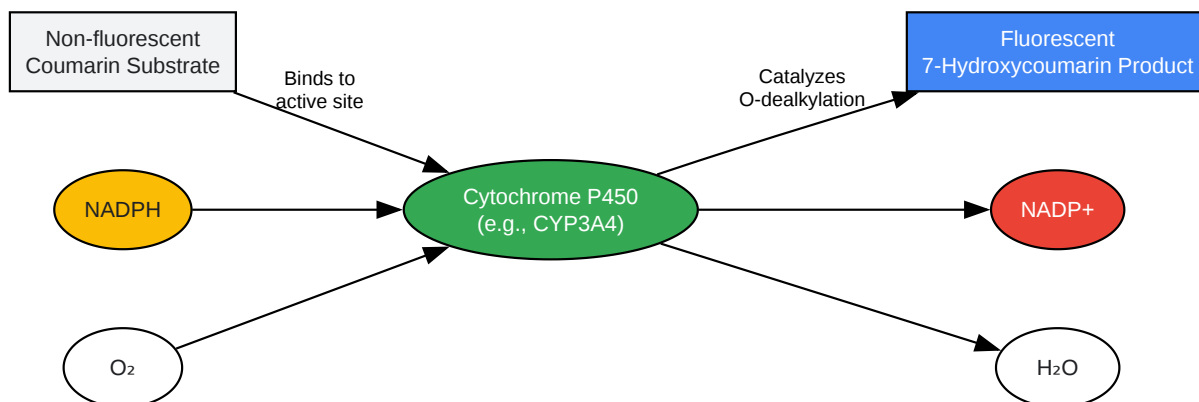 Non-fluorescent
Coumarin Substrate
Fluorescent
7-Hydroxycoumarin Product
Binds to
active site
Catalyzes
O-dealkylation
NADPH
Cytochrome P450
(e.g., CYP3A4)
NADP+
O₂
H₂O